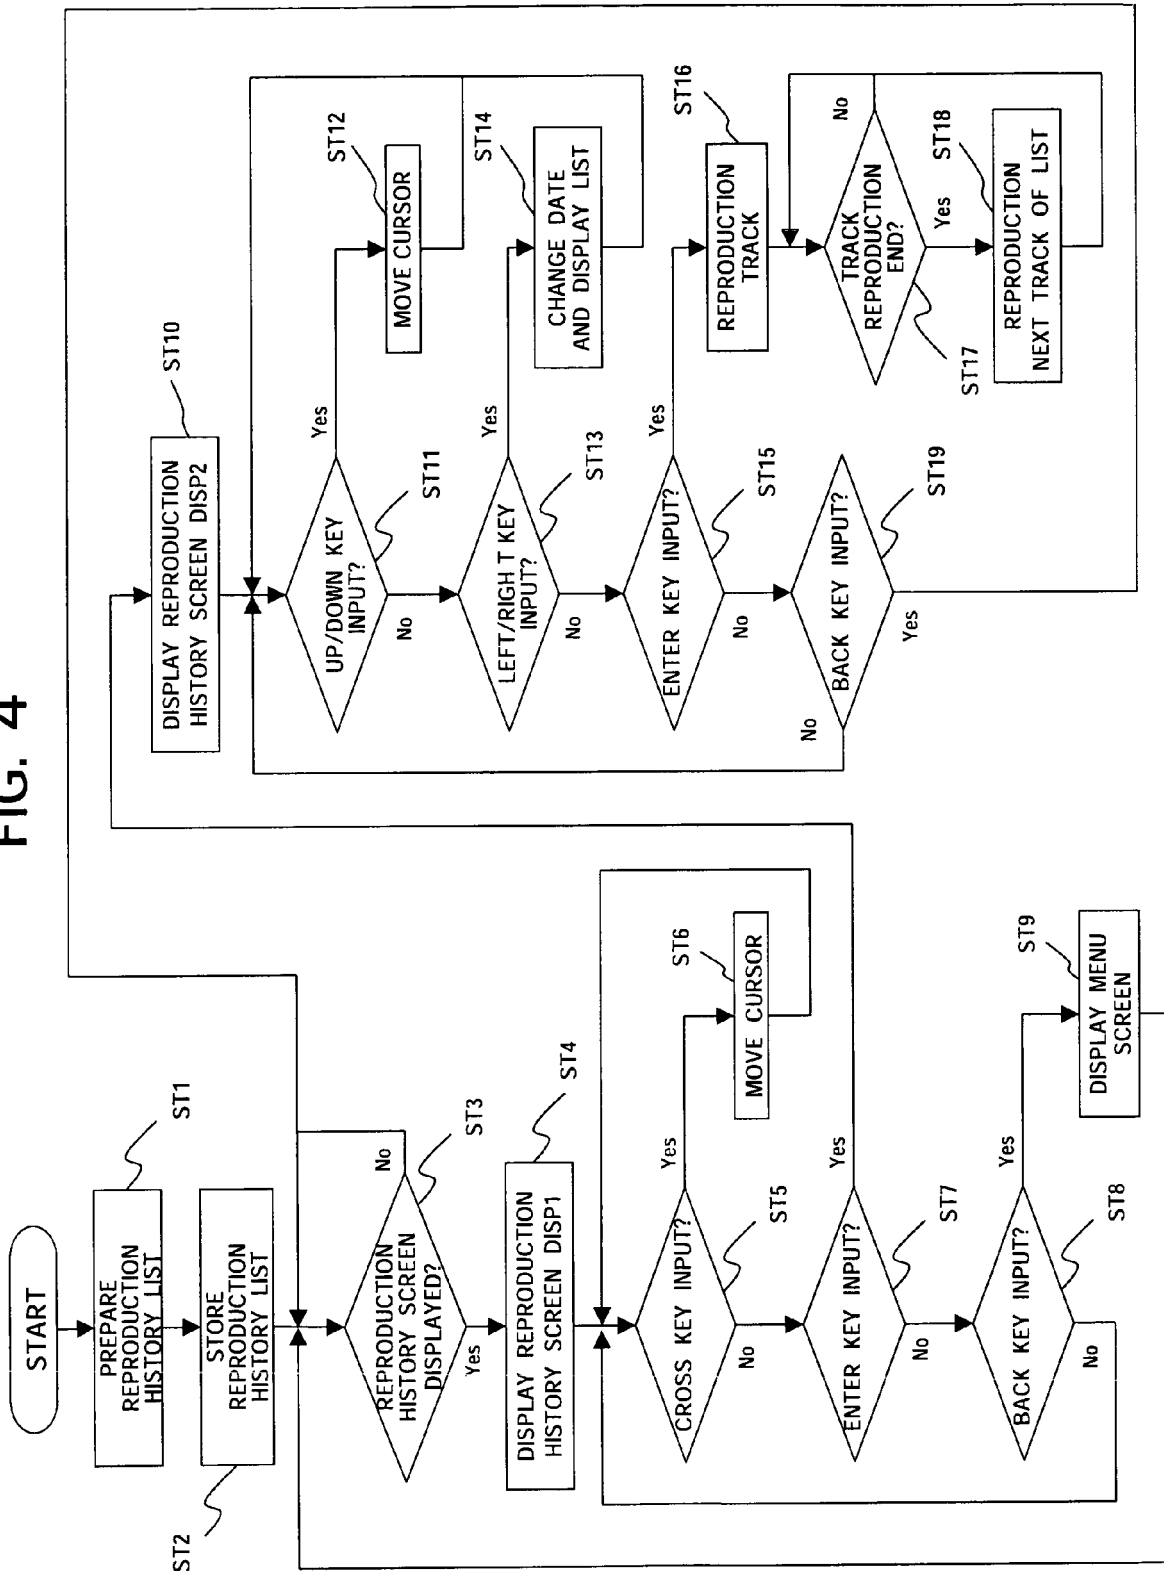 FIG. 4
START
PREPARE
REPRODUCTION
HISTORY LIST
ST1
STORE
REPRODUCTION
HISTORY LIST
ST2
REPRODUCTION
HISTORY SCREEN
DISPLAYED?
ST3
No
Yes
DISPLAY REPRODUCTION
HISTORY SCREEN DISP1
ST4
CROSS KEY INPUT?
ST5
Yes
No
MOVE CURSOR
ST6
ENTER KEY INPUT?
ST7
Yes
No
BACK KEY INPUT?
ST8
Yes
No
DISPLAY MENU
SCREEN
ST9
DISPLAY REPRODUCTION
HISTORY SCREEN DISP2
ST10
UP/DOWN KEY
INPUT?
ST11
Yes
No
MOVE CURSOR
ST12
LEFT/RIGH T KEY
INPUT?
ST13
Yes
No
CHANGE DATE
AND DISPLAY LIST
ST14
ENTER KEY INPUT?
ST15
Yes
No
REPRODUCTION
TRACK
ST16
TRACK
REPRODUCTION
END?
ST17
No
Yes
REPRODUCTION
NEXT TRACK OF LIST
ST18
BACK KEY INPUT?
ST19
No
Yes